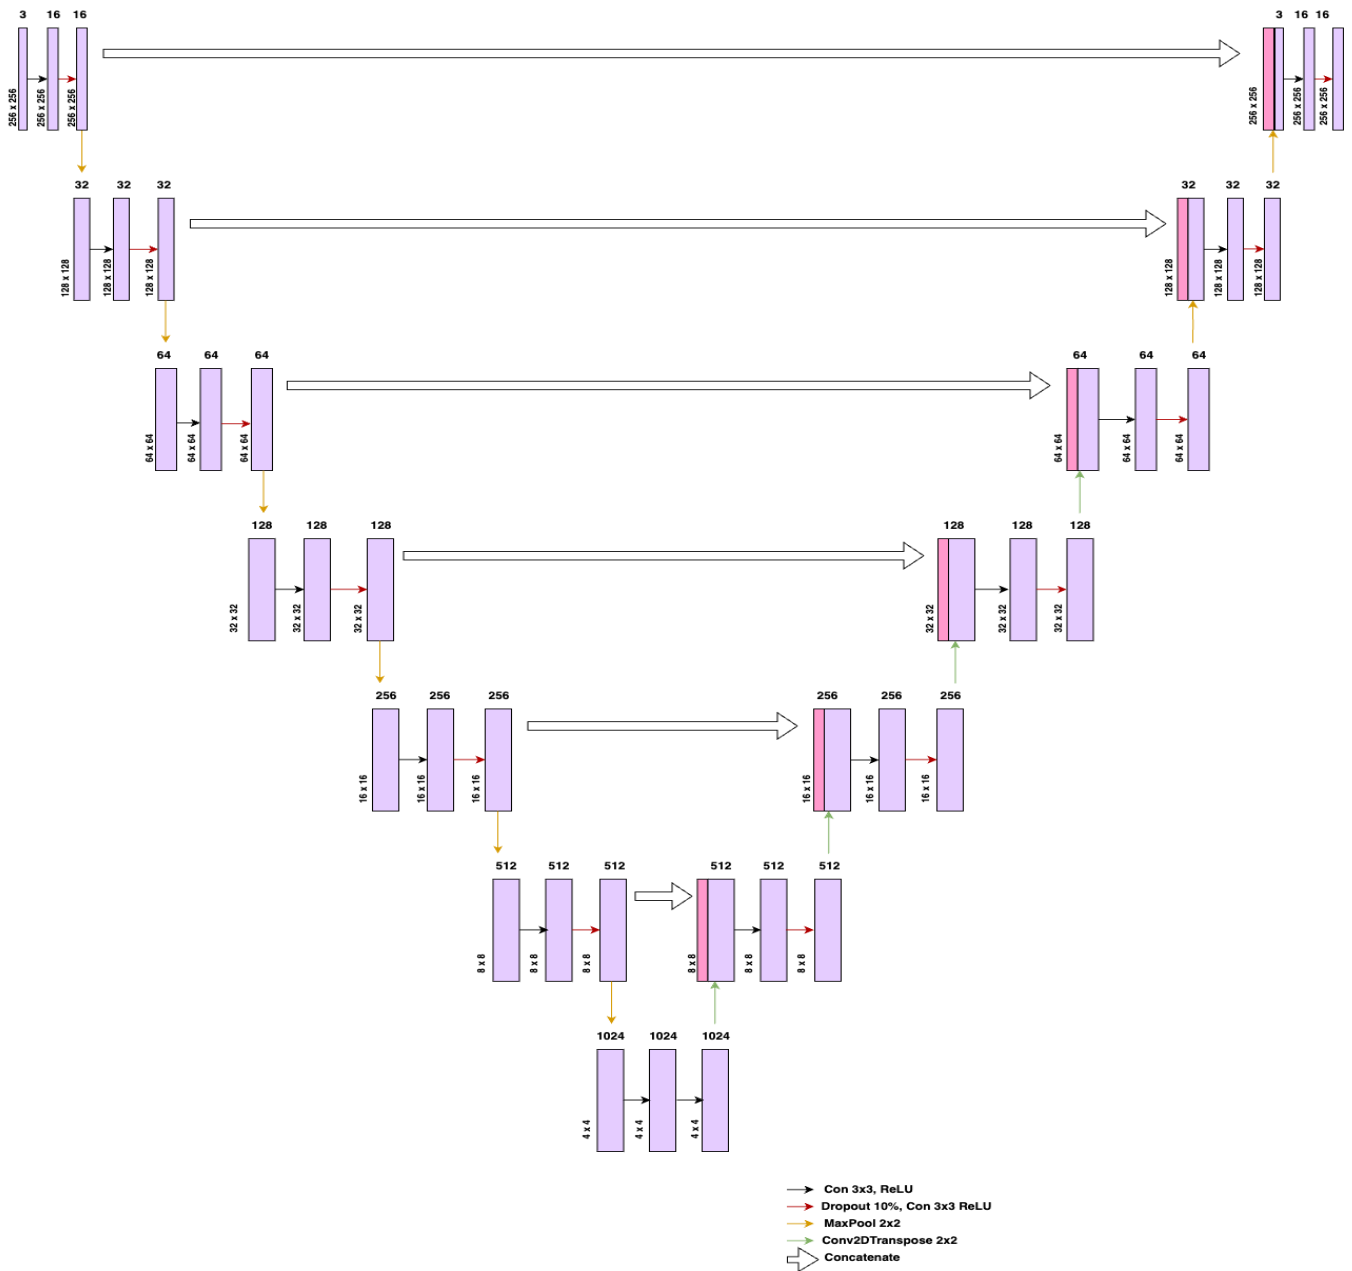 3 16 16 3 16 16
256 x 256 256 x 256 256 x 256 256 x 256 256 x 256 256 x 256
32 32 32 32 32 32
128 x 128 128 x 128 128 x 128 128 x 128 128 x 128 128 x 128
64 64 64 64 64 64
64 x 64 64 x 64 64 x 64 64 x 64 64 x 64 64 x 64
128 128 128 128 128 128
32 x 32 32 x 32 32 x 32 32 x 32 32 x 32 32 x 32
256 256 256 256 256 256
16 x 16 16 x 16 16 x 16 16 x 16 16 x 16 16 x 16
512 512 512 512 512 512
8 x 8 8 x 8 8 x 8 8 x 8 8 x 8 8 x 8
1024 1024 1024
4 x 4 4 x 4 4 x 4
Con 3x3, ReLU
Dropout 10%, Con 3x3 ReLU
MaxPool 2x2
Conv2DTranspose 2x2
Concatenate